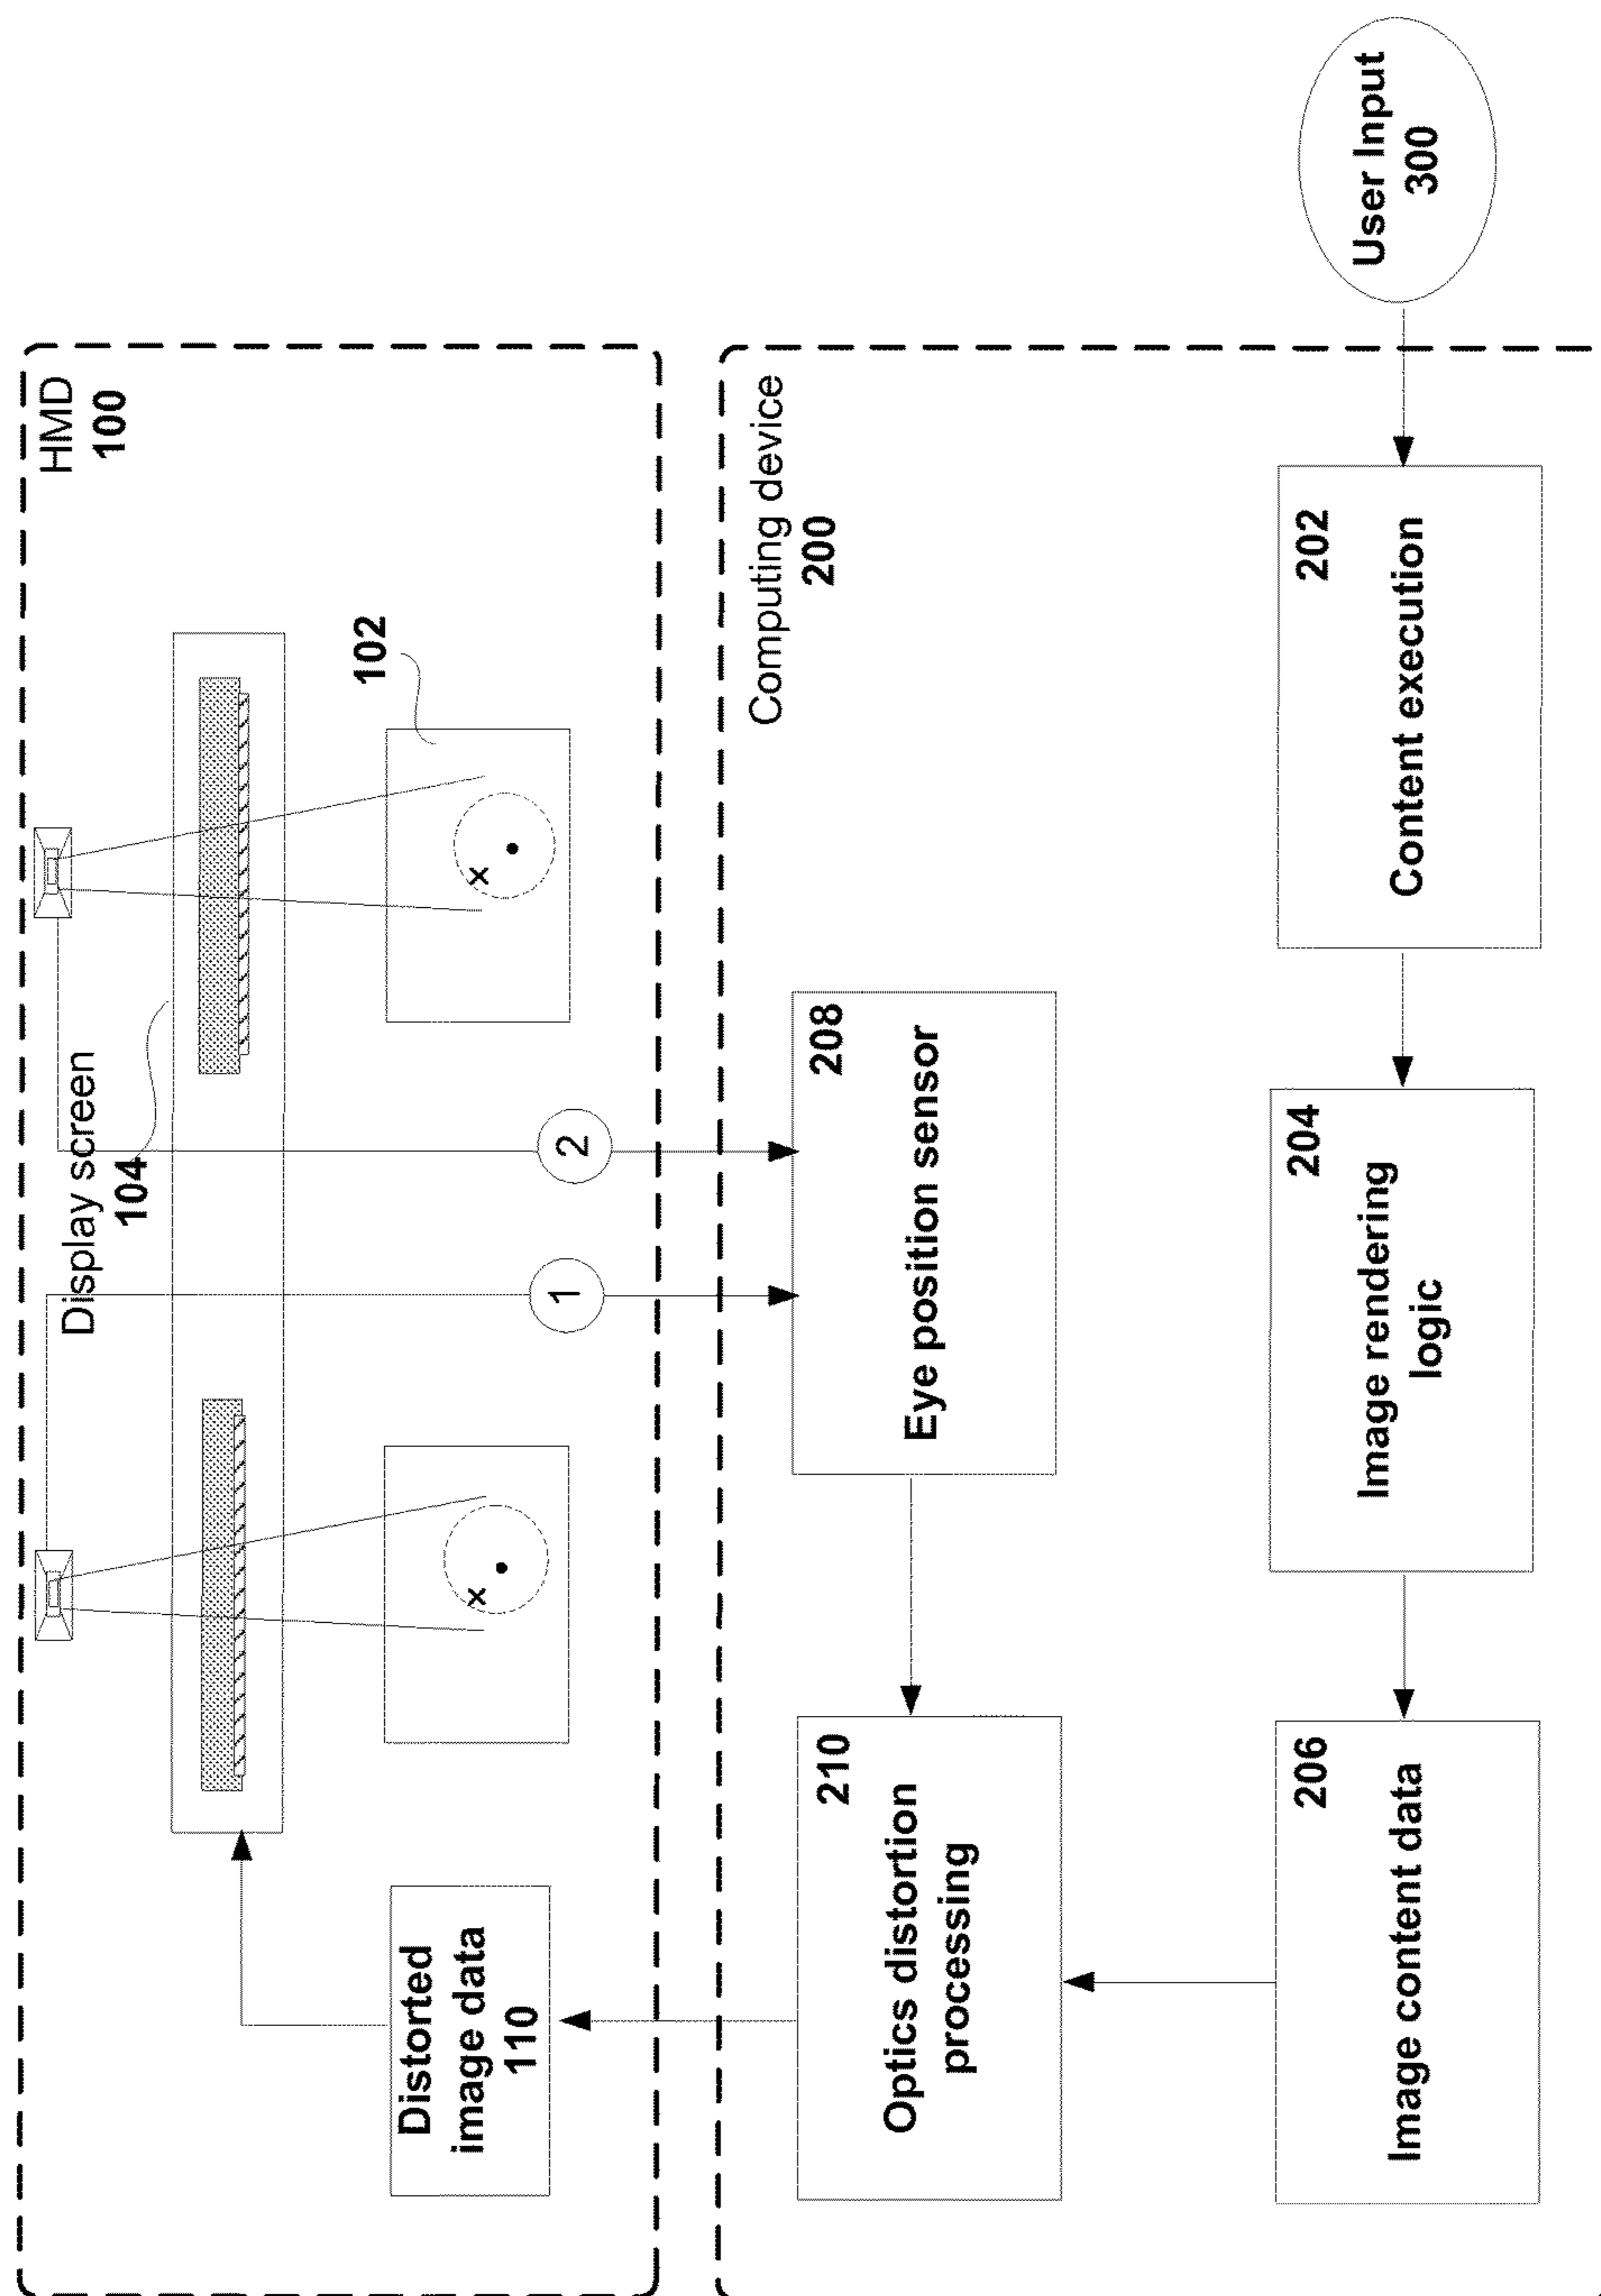 HMD
100
Display screen
104
102
1
2
Distorted
image data
110
Computing device
200
208
Eye position sensor
210
Optics distortion
processing
202
Content execution
204
Image rendering
logic
206
Image content data
User Input
300